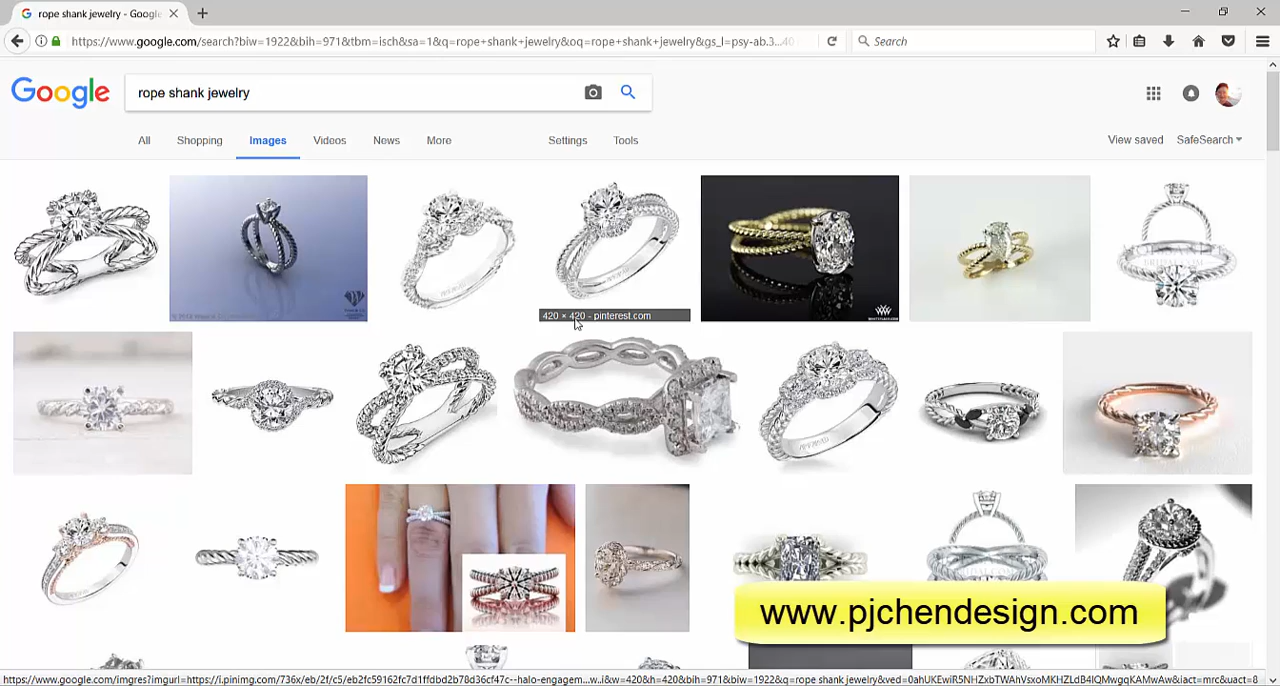 rope shank jewelry - Google
https://www.google.com/search?biw=1922&bih=971&tbm=isch&sa=1&q=rope+shank+jewelry&oq=rope+shank+jewelry&gs_l=psy-ab.3...40
Search
Google
rope shank jewelry
All
Shopping
Images
Videos
News
More
Settings
Tools
View saved
SafeSearch
420 × 420 - pinterest.com
www.pjchendesign.com